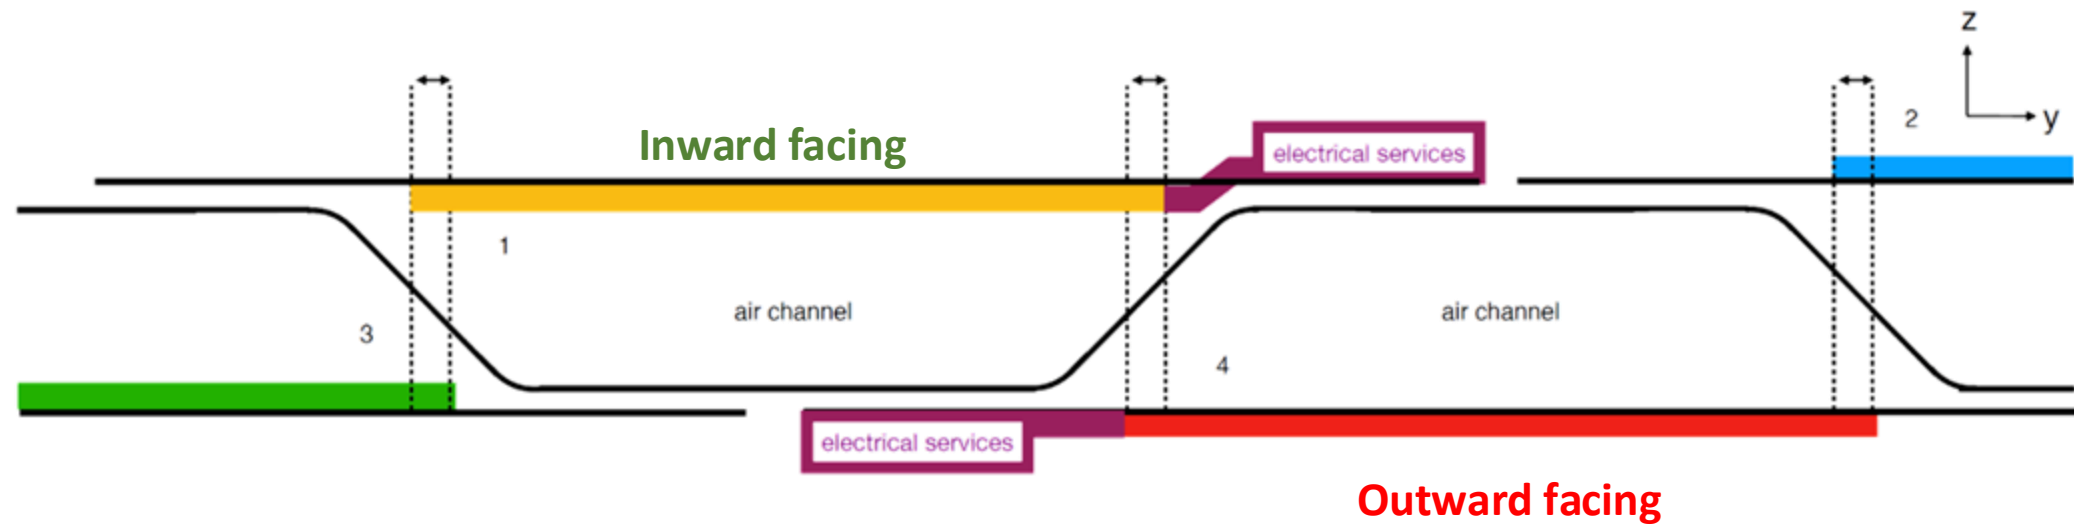 z
2
y
Inward facing
electrical services
1
air channel
air channel
3
4
electrical services
Outward facing